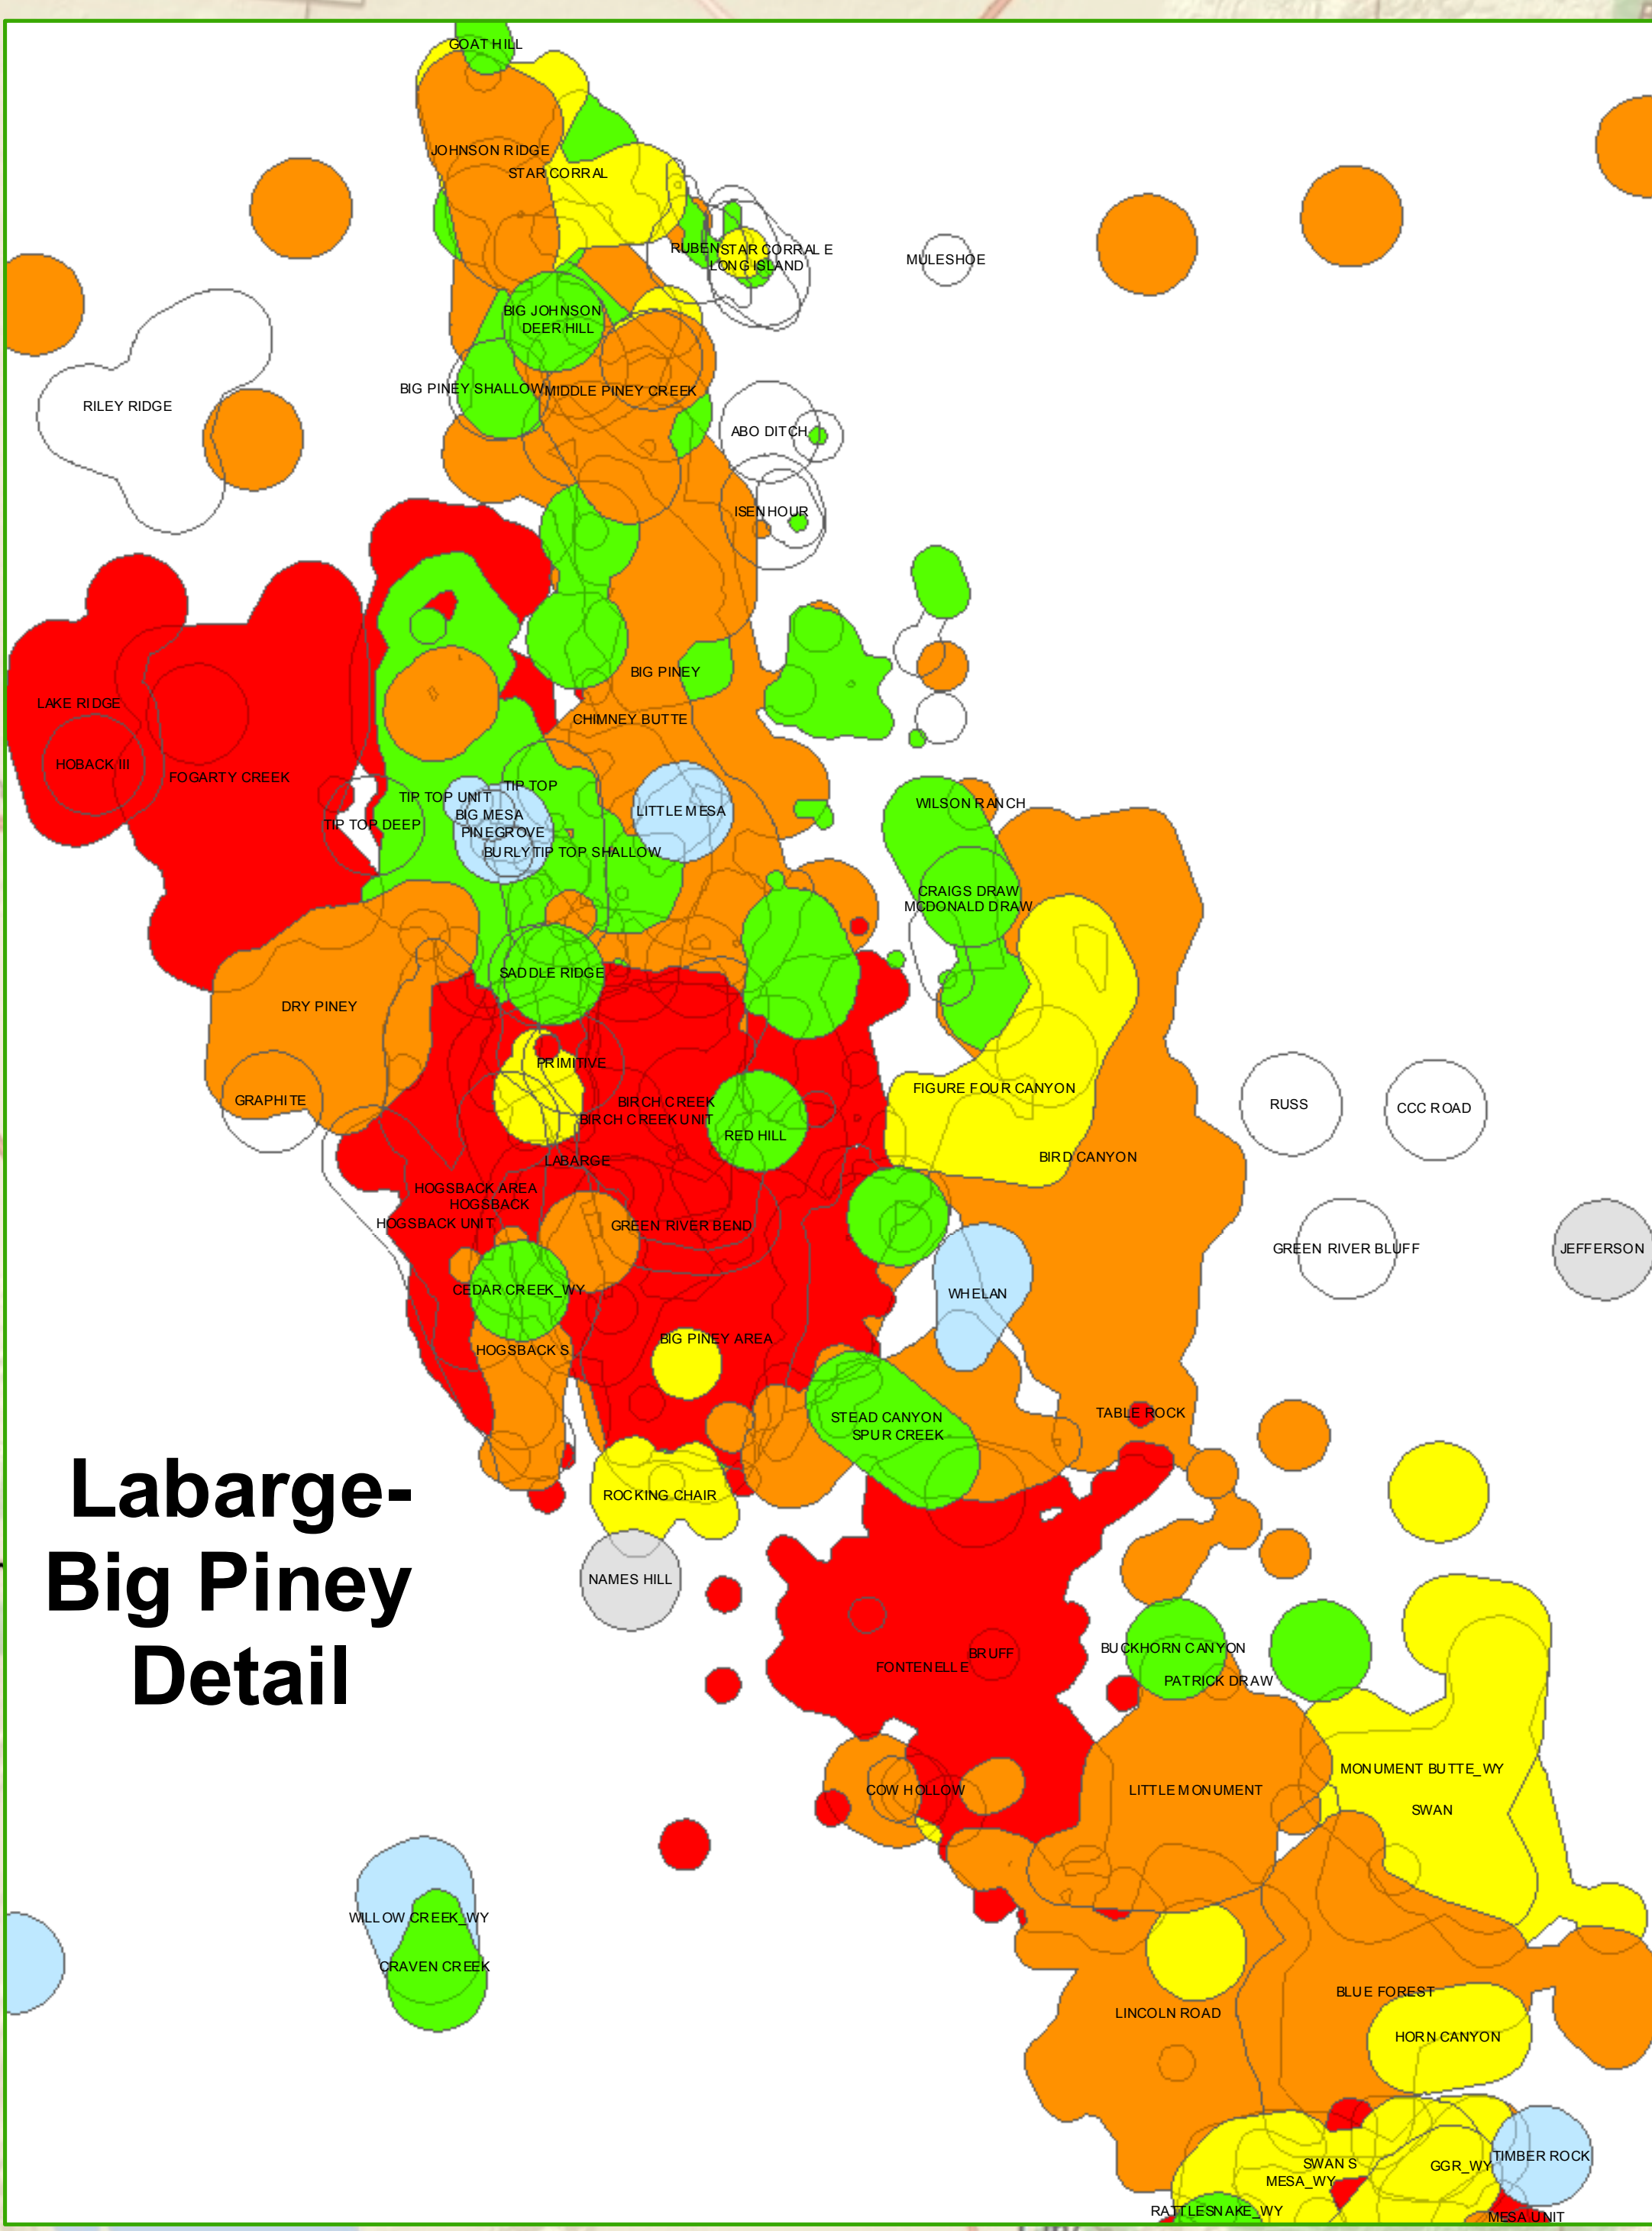 GOAT HILL
JOHNSON RIDGE
STAR CORRAL
RUBEN
STAR CORRAL E
LONG ISLAND
MULESHOE
BIG JOHNSON
DEER HILL
BIG PINEY SHALLOW
MIDDLE PINEY CREEK
RILEY RIDGE
ABO DITCH
ISENHOUR
BIG PINEY
LAKE RIDGE
CHIMNEY BUTTE
HOBACK III
FOGARTY CREEK
TIP TOP
TIP TOP UNIT
BIG MESA
LITTLE MESA
WILSON RANCH
TIP TOP DEEP
PINEGROVE
BURLY
TIP TOP SHALLOW
CRAIGS DRAW
MCDONALD DRAW
SADDLE RIDGE
DRY PINEY
PRIMITIVE
FIGURE FOUR CANYON
GRAPHITE
BIRCH CREEK
BIRCH CREEK UNIT
RUSS
CCC ROAD
RED HILL
LABARGE
BIRD CANYON
HOGSBACK AREA
HOGSBACK
HOGSBACK UNIT
GREEN RIVER BEND
GREEN RIVER BLUFF
JEFFERSON
CEDAR CREEK_WY
WHELAN
BIG PINEY AREA
HOGSBACK S
TABLE ROCK
STEAD CANYON
SPUR CREEK
Labarge-
Big Piney
Detail
ROCKING CHAIR
NAMES HILL
BUCKHORN CANYON
BRUFF
FONTENELLE
PATRICK DRAW
MONUMENT BUTTE_WY
COW HOLLOW
LITTLE MONUMENT
SWAN
WILLOW CREEK_WY
CRAVEN CREEK
BLUE FOREST
LINCOLN ROAD
HORN CANYON
TIMBER ROCK
SWAN S
GGR_WY
MESA_WY
RATTLESNAKE_WY
MESA UNIT